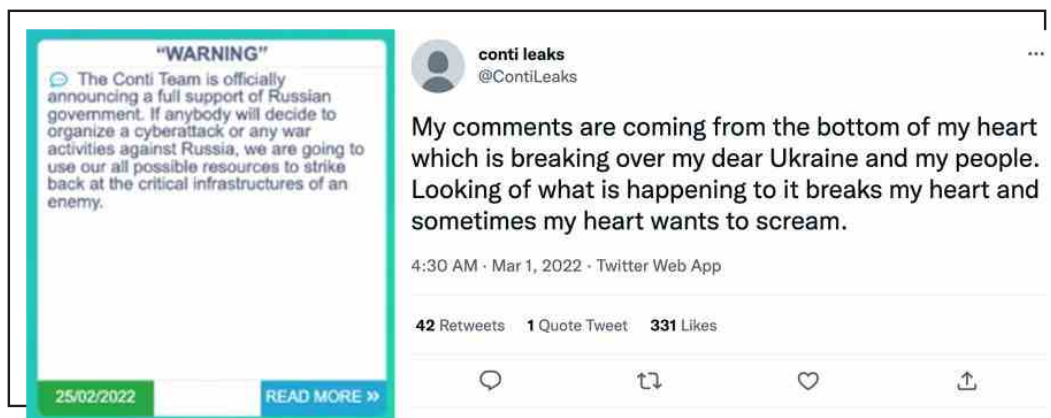 “WARNING”
The Conti Team is officially
announcing a full support of Russian
government. If anybody will decide to
organize a cyberattack or any war
activities against Russia, we are going to
use our all possible resources to strike
back at the critical infrastructures of an
enemy.
25/02/2022
READ MORE »
conti leaks
@ContiLeaks
My comments are coming from the bottom of my heart
which is breaking over my dear Ukraine and my people.
Looking of what is happening to it breaks my heart and
sometimes my heart wants to scream.
4:30 AM · Mar 1, 2022 · Twitter Web App
42 Retweets 1 Quote Tweet 331 Likes